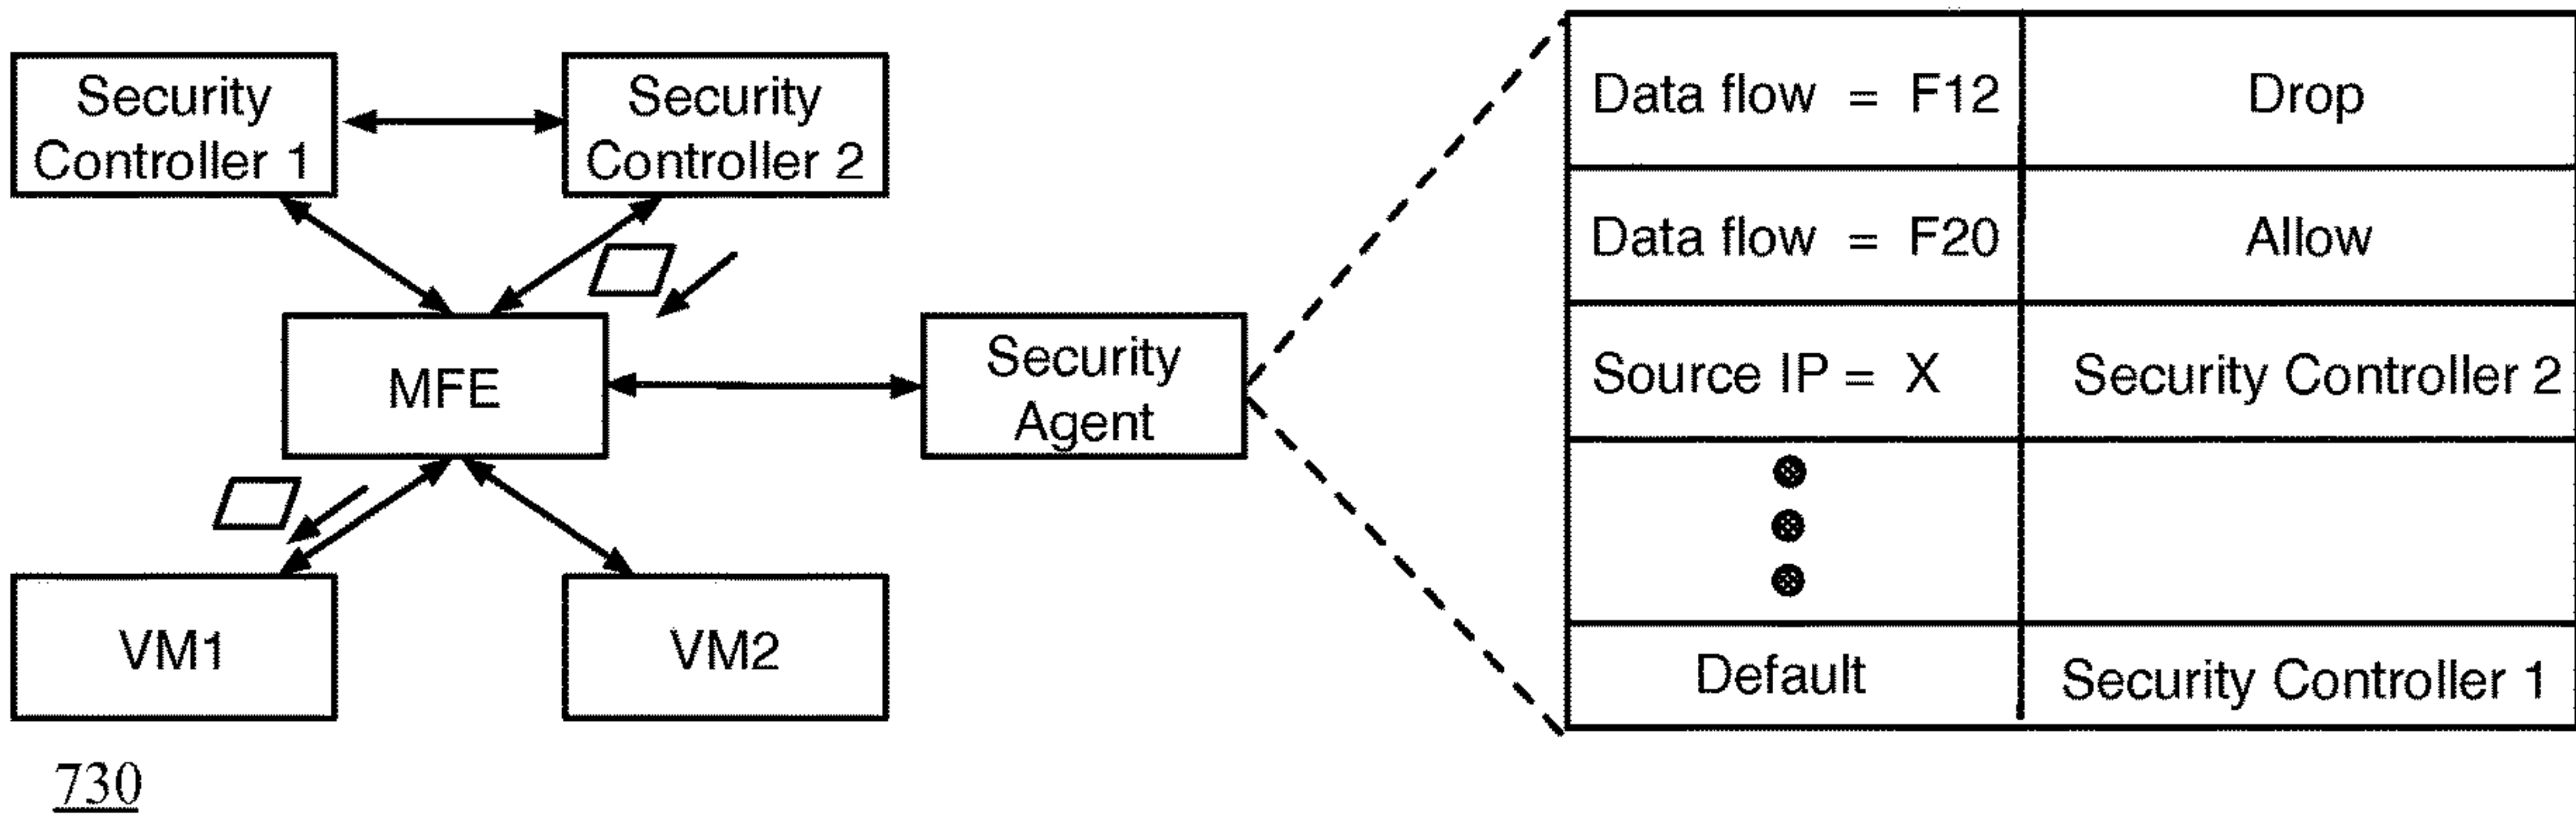 Security
Controller 1
Security
Controller 2
MFE
Security
Agent
VM1
VM2
Data flow = F12 Drop
Data flow = F20 Allow
Source IP = X Security Controller 2
Default Security Controller 1
730